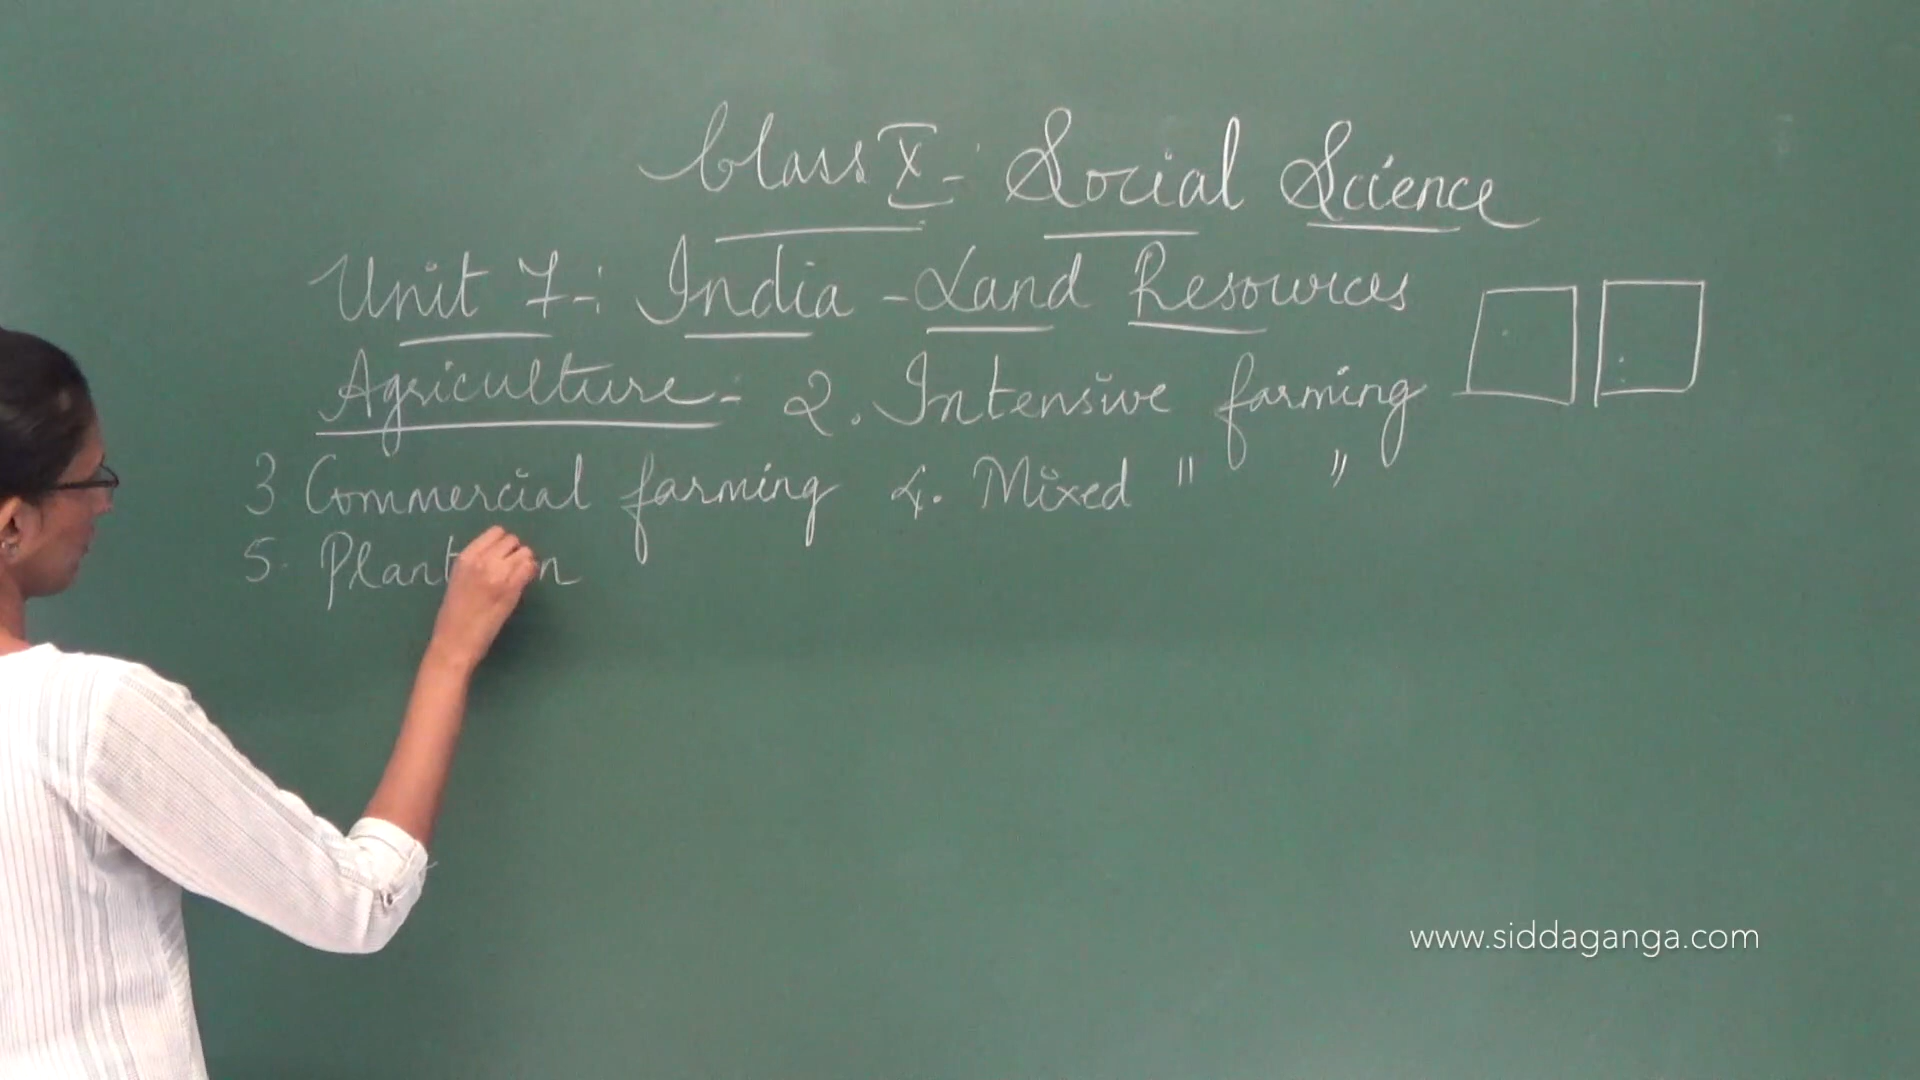 Class X-: Social Science
Unit 7-: India - Land Resources
Agriculture-: 2. Intensive farming
3 Commercial farming 4. Mixed " "
5.
www.siddaganga.com